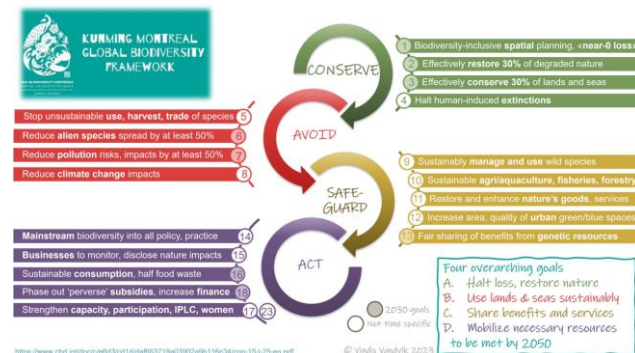 KUNMING MONTREAL
GLOBAL BIODIVERSITY
FRAMEWORK
CONSERVE
1 Biodiversity-inclusive spatial planning, «near-0 loss»
2 Effectively restore 30% of degraded nature
3 Effectively conserve 30% of lands and seas
4 Halt human-induced extinctions
AVOID
Stop unsustainable use, harvest, trade of species 5
Reduce alien species spread by at least 50% 6
Reduce pollution risks, impacts by at least 50% 7
Reduce climate change impacts 8
SAFE-
GUARD
9 Sustainably manage and use wild species
10 Sustainable agri/aquaculture, fisheries, forestry
11 Restore and enhance nature's goods, services
12 Increase area, quality of urban green/blue spaces
13 Fair sharing of benefits from genetic resources
ACT
Mainstream biodiversity into all policy, practice 14
Businesses to monitor, disclose nature impacts 15
Sustainable consumption, half food waste 16
Phase out 'perverse' subsidies, increase finance 18
Strengthen capacity, participation, IPLC, women 17 23
2030-goals
Not time specific
Four overarching goals
A. Halt loss, restore nature
B. Use lands & seas sustainably
C. Share benefits and services
D. Mobilize necessary resources
to be met by 2050
© Vigdis Vandvik 2023